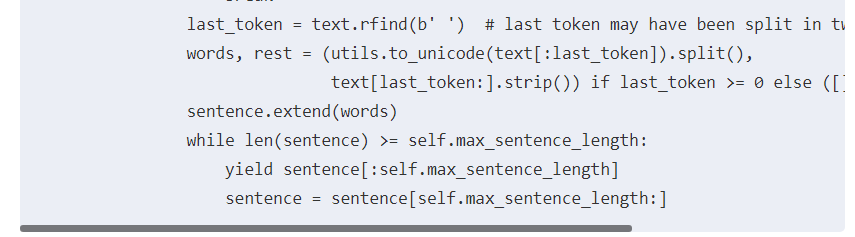 last_token = text.rfind(b' ')  # last token may have been split in tw
words, rest = (utils.to_unicode(text[:last_token]).split(),
text[last_token:].strip()) if last_token >= 0 else ([]
sentence.extend(words)
while len(sentence) >= self.max_sentence_length:
yield sentence[:self.max_sentence_length]
sentence = sentence[self.max_sentence_length:]